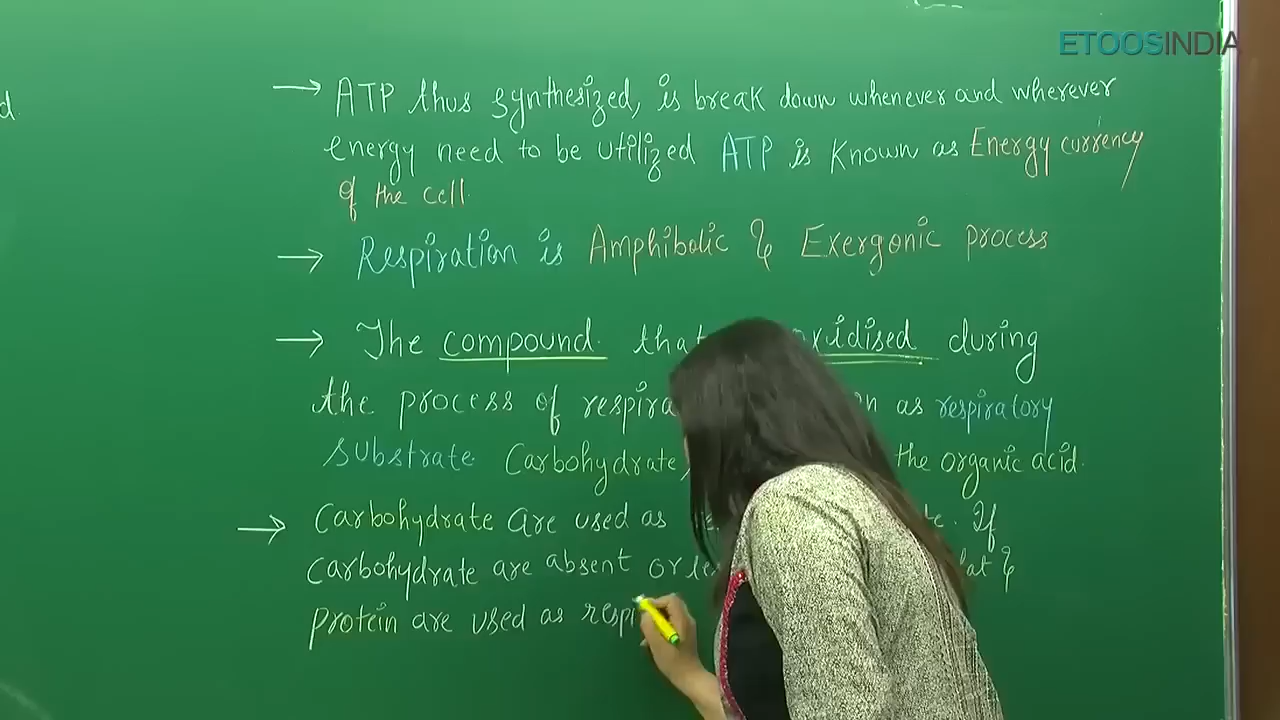 ETOOSINDIA
d
→ ATP thus synthesized, is break down whenever and wherever
energy need to be utilized ATP is known as Energy currency
of the cell.
→ Respiration is Amphibolic & Exergonic process
→ The compound that oxidised during
the process of respira as respiratory
substrate Carbohydrate, the organic acid.
→ Carbohydrate are used as If
carbohydrate are absent or &
protein are used as respi